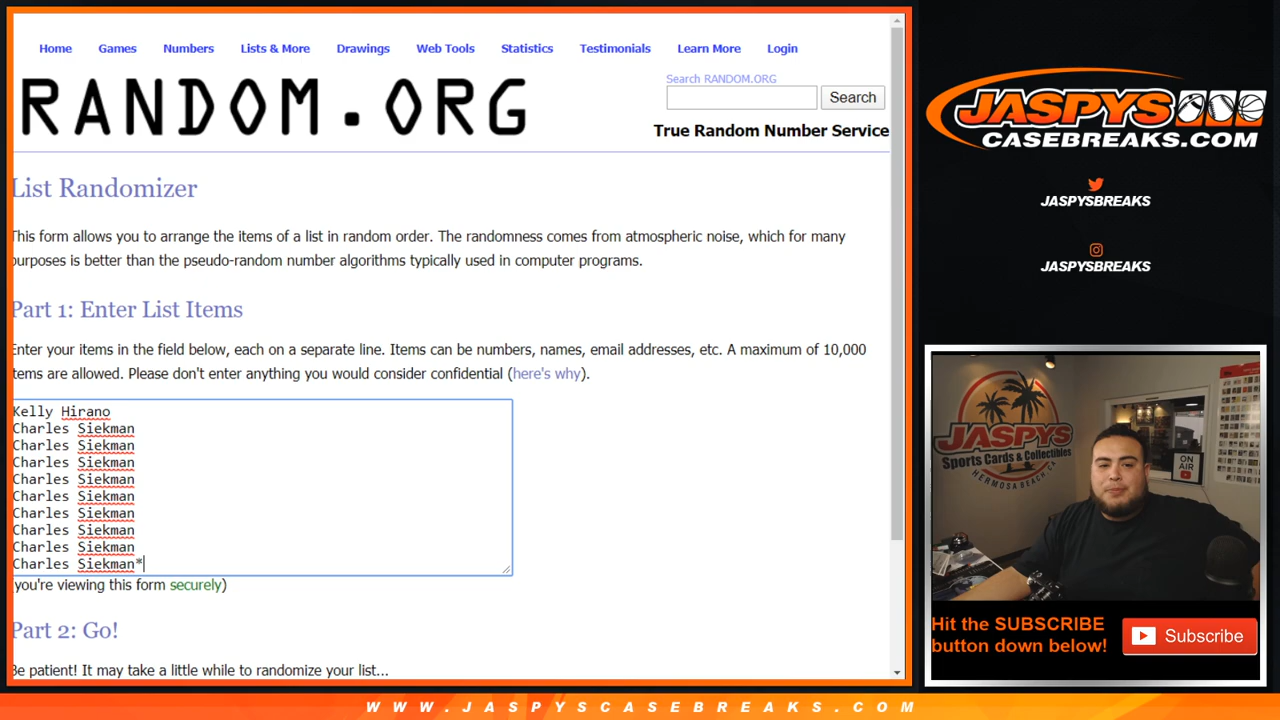 Home Games Numbers Lists & More Drawings Web Tools Statistics Testimonials Learn More Login
RANDOM.ORG
Search RANDOM.ORG
Search
True Random Number Service
List Randomizer
This form allows you to arrange the items of a list in random order. The randomness comes from atmospheric noise, which for many
purposes is better than the pseudo-random number algorithms typically used in computer programs.
Part 1: Enter List Items
Enter your items in the field below, each on a separate line. Items can be numbers, names, email addresses, etc. A maximum of 10,000
items are allowed. Please don't enter anything you would consider confidential (here's why).
Kelly Hirano
Charles Siekman
Charles Siekman
Charles Siekman
Charles Siekman
Charles Siekman
Charles Siekman
Charles Siekman
Charles Siekman
Charles Siekman*
(you're viewing this form securely)
Part 2: Go!
Be patient! It may take a little while to randomize your list...
JASPYS
CASEBREAKS.COM
JASPYSBREAKS
JASPYSBREAKS
JASPYS
Sports Cards & Collectibles
HERMOSA BEACH, CA
ON
AIR
Hit the SUBSCRIBE
button down below!
Subscribe
WWW.JASPYSCASEBREAKS.COM